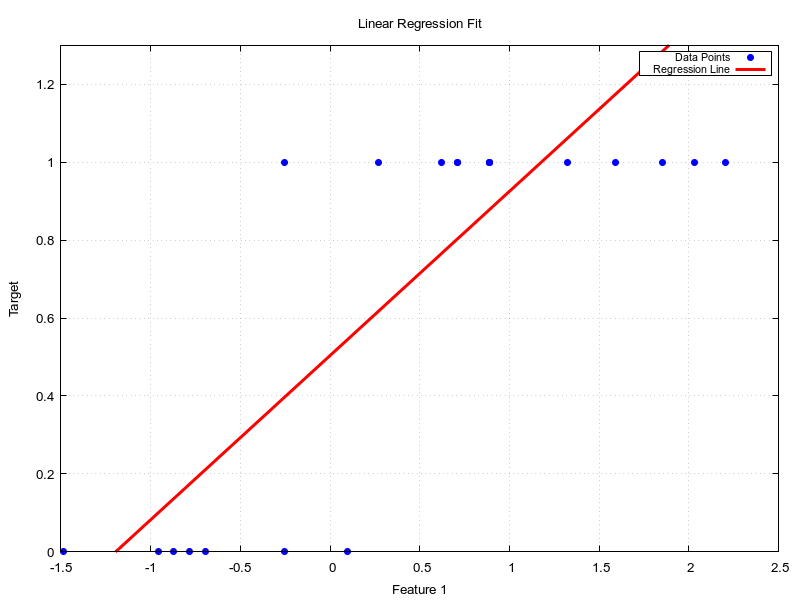 Linear Regression Fit
Data Points
Regression Line
1.2
1
0.8
0.6
0.4
0.2
0
Target
-1.5 -1 -0.5 0 0.5 1 1.5 2 2.5
Feature 1